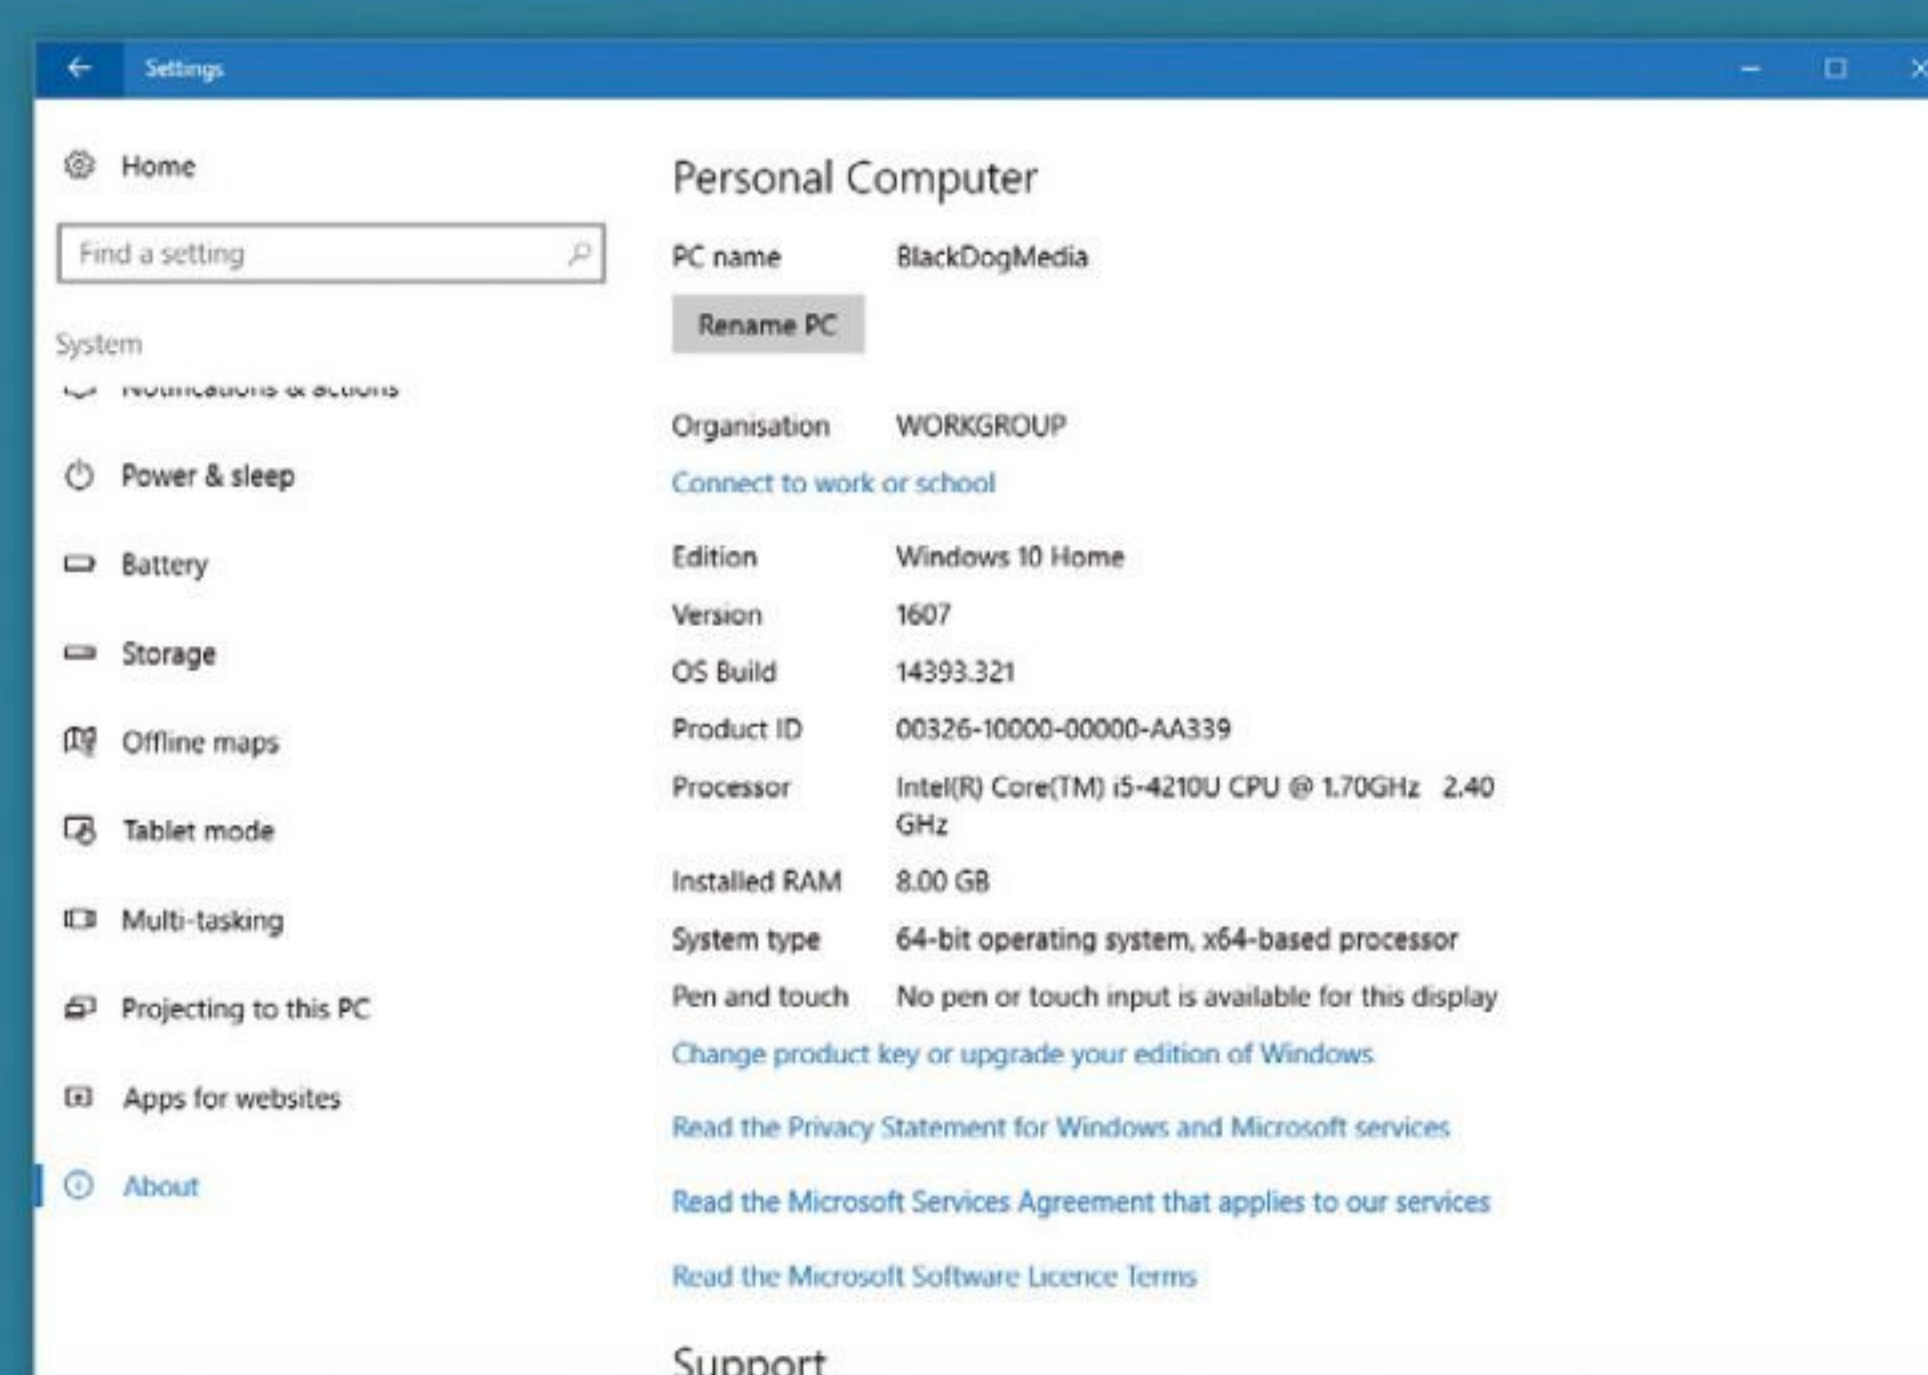 Settings
Home
Find a setting
System
Notifications & actions
Power & sleep
Battery
Storage
Offline maps
Tablet mode
Multi-tasking
Projecting to this PC
Apps for websites
About
Personal Computer
PC name BlackDogMedia
Rename PC
Organisation WORKGROUP
Connect to work or school
Edition Windows 10 Home
Version 1607
OS Build 14393.321
Product ID 00326-10000-00000-AA339
Processor Intel(R) Core(TM) i5-4210U CPU @ 1.70GHz 2.40
GHz
Installed RAM 8.00 GB
System type 64-bit operating system, x64-based processor
Pen and touch No pen or touch input is available for this display
Change product key or upgrade your edition of Windows
Read the Privacy Statement for Windows and Microsoft services
Read the Microsoft Services Agreement that applies to our services
Read the Microsoft Software Licence Terms
Support